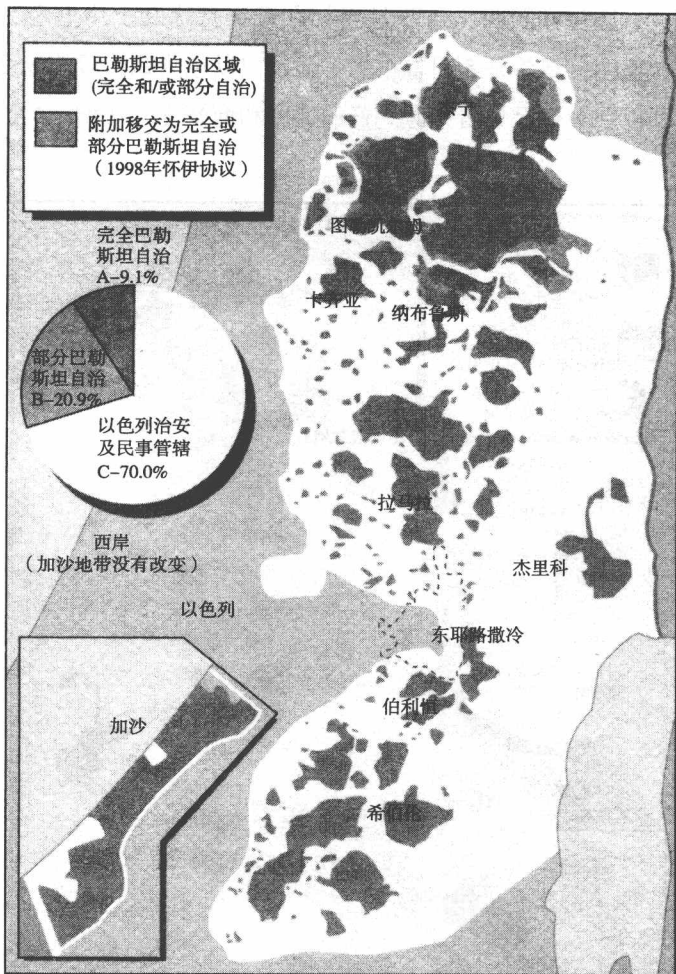 巴勒斯坦自治区域
(完全和/或部分自治)
附加移交为完全或
部分巴勒斯坦自治
(1998年怀伊协议)
完全巴勒
斯坦自治
A–9.1%
部分巴勒
斯坦自治
B–20.9%
以色列治安
及民事管辖
C–70.0%
西岸
(加沙地带没有改变)
以色列
加沙
纳布鲁斯
拉马拉
杰里科
东耶路撒冷
伯利恒
希伯伦